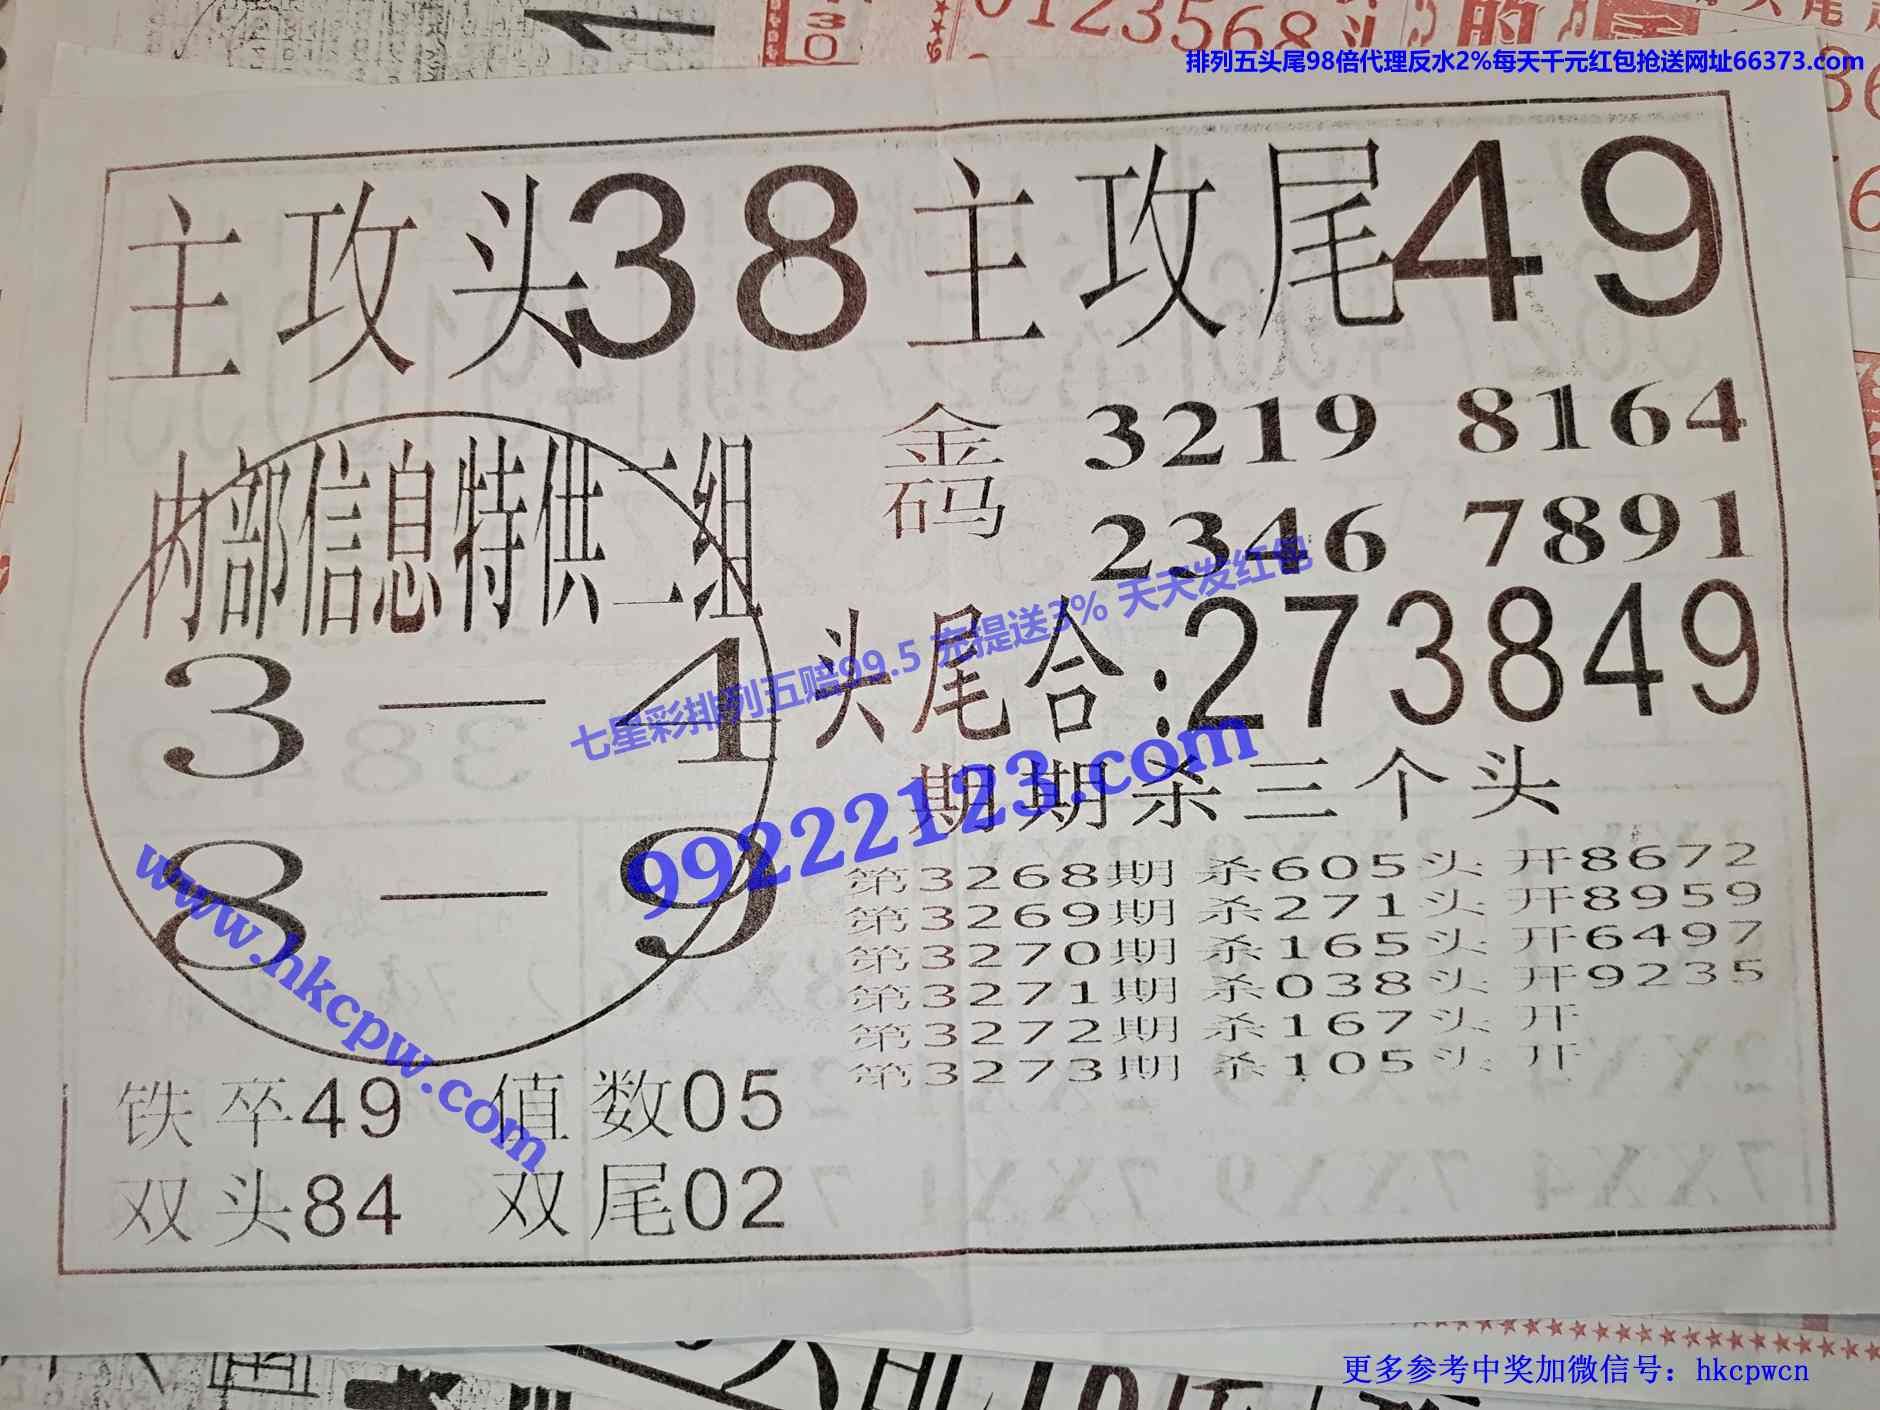 排列五头尾98倍代理反水2%每天千元红包抢送网址66373.com
0123568头
主攻头38 主攻尾49
金码 3219 8164
2346 7891
内部信息特供二组
3—4
8—9
头尾合:273849
七星彩排列五赔99.5 充提送3% 天天发红包
99222123.com
www.hkcpw.com
期期杀三个头
第3268期 杀605头 开8672
第3269期 杀271头 开8959
第3270期 杀165头 开6497
第3271期 杀038头 开9235
第3272期 杀167头 开
第3273期 杀105头 开
铁卒49 值数05
双头84 双尾02
更多参考中奖加微信号：hkcpwcn